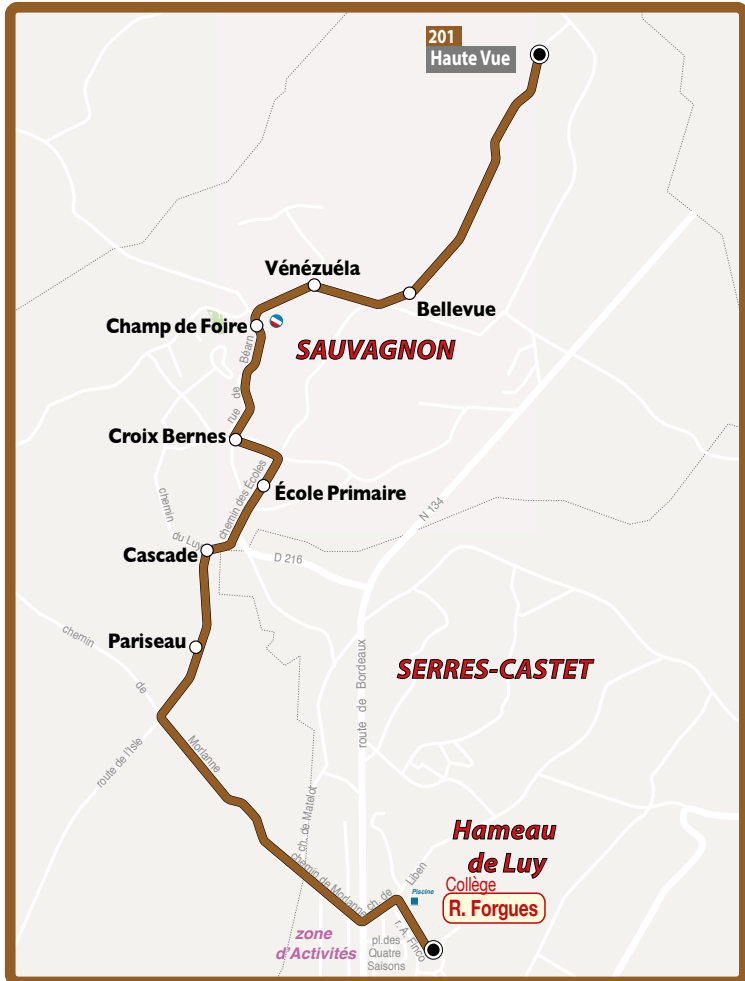 201
Haute Vue
Vénézuéla
Bellevue
Champ de Foire
SAUVAGNON
rue de Béarn
Croix Bernes
École Primaire
chemin des Écoles
chemin du Luy
N 134
Cascade
D 216
Pariseau
chemin de Morlanne
SERRES-CASTET
route de Bordeaux
route de l'Isle
ch. de Matelot
Hameau
de Luy
chemin de Morlanne
ch. de Liben
Piscine
Collège
R. Forgues
r. A. Finco
zone
d'Activités
pl.des
Quatre
Saisons